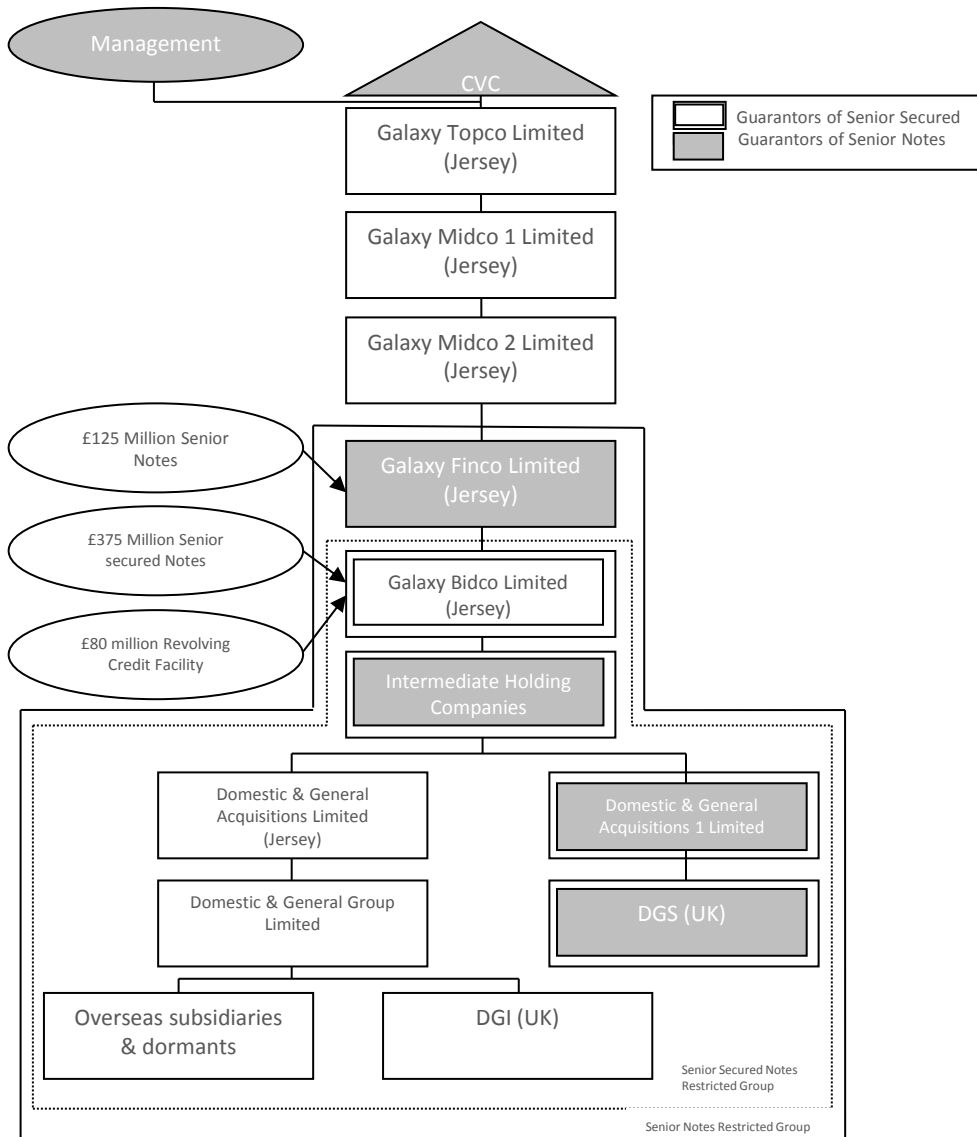 Management
CVC
Galaxy Topco Limited
(Jersey)
Guarantors of Senior Secured
Guarantors of Senior Notes
Galaxy Midco 1 Limited
(Jersey)
Galaxy Midco 2 Limited
(Jersey)
£125 Million Senior
Notes
Galaxy Finco Limited
(Jersey)
£375 Million Senior
secured Notes
Galaxy Bidco Limited
(Jersey)
£80 million Revolving
Credit Facility
Intermediate Holding
Companies
Domestic & General
Acquisitions Limited
(Jersey)
Domestic & General
Acquisitions 1 Limited
Domestic & General Group
Limited
DGS (UK)
Overseas subsidiaries
& dormants
DGI (UK)
Senior Secured Notes
Restricted Group
Senior Notes Restricted Group